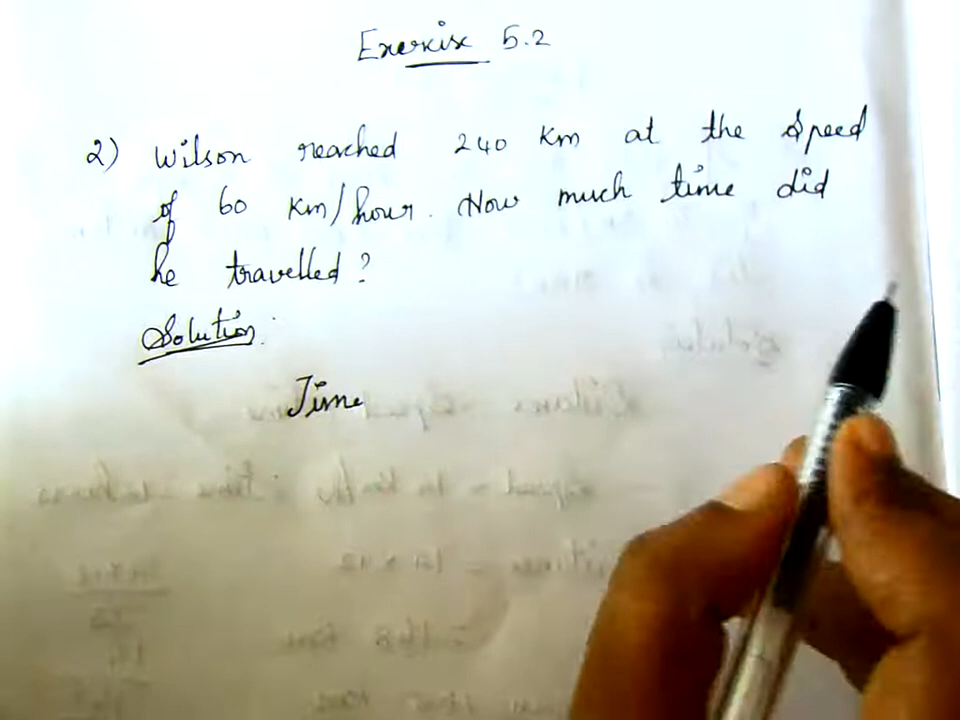 Exercise 5.2
2) Wilson reached 240 Km at the speed
of 60 Km/hour. How much time did
he travelled?
Solution:
Time